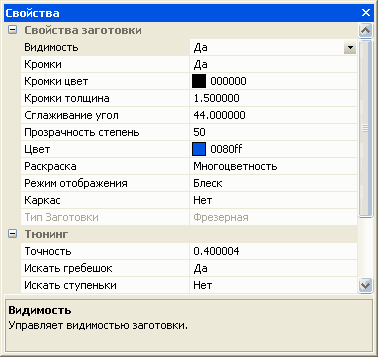 Свойства
Свойства заготовки
Видимость Да
Кромки Да
Кромки цвет 000000
Кромки толщина 1.500000
Сглаживание угол 44.000000
Прозрачность степень 50
Цвет 0080ff
Раскраска Многоцветность
Режим отображения Блеск
Каркас Нет
Тип Заготовки Фрезерная
Тюнинг
Точность 0.400004
Искать гребешок Да
Искать ступеньки Нет
Видимость
Управляет видимостью заготовки.